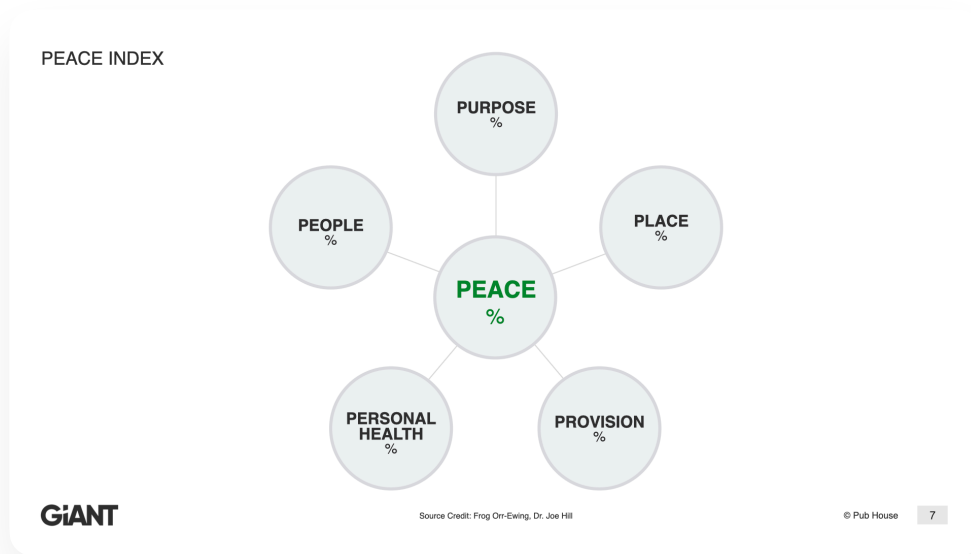 PEACE INDEX
PURPOSE
%
PEOPLE
%
PLACE
%
PEACE
%
PERSONAL
HEALTH
%
PROVISION
%
GiANT
Source Credit: Frog Orr-Ewing, Dr. Joe Hill
© Pub House
7